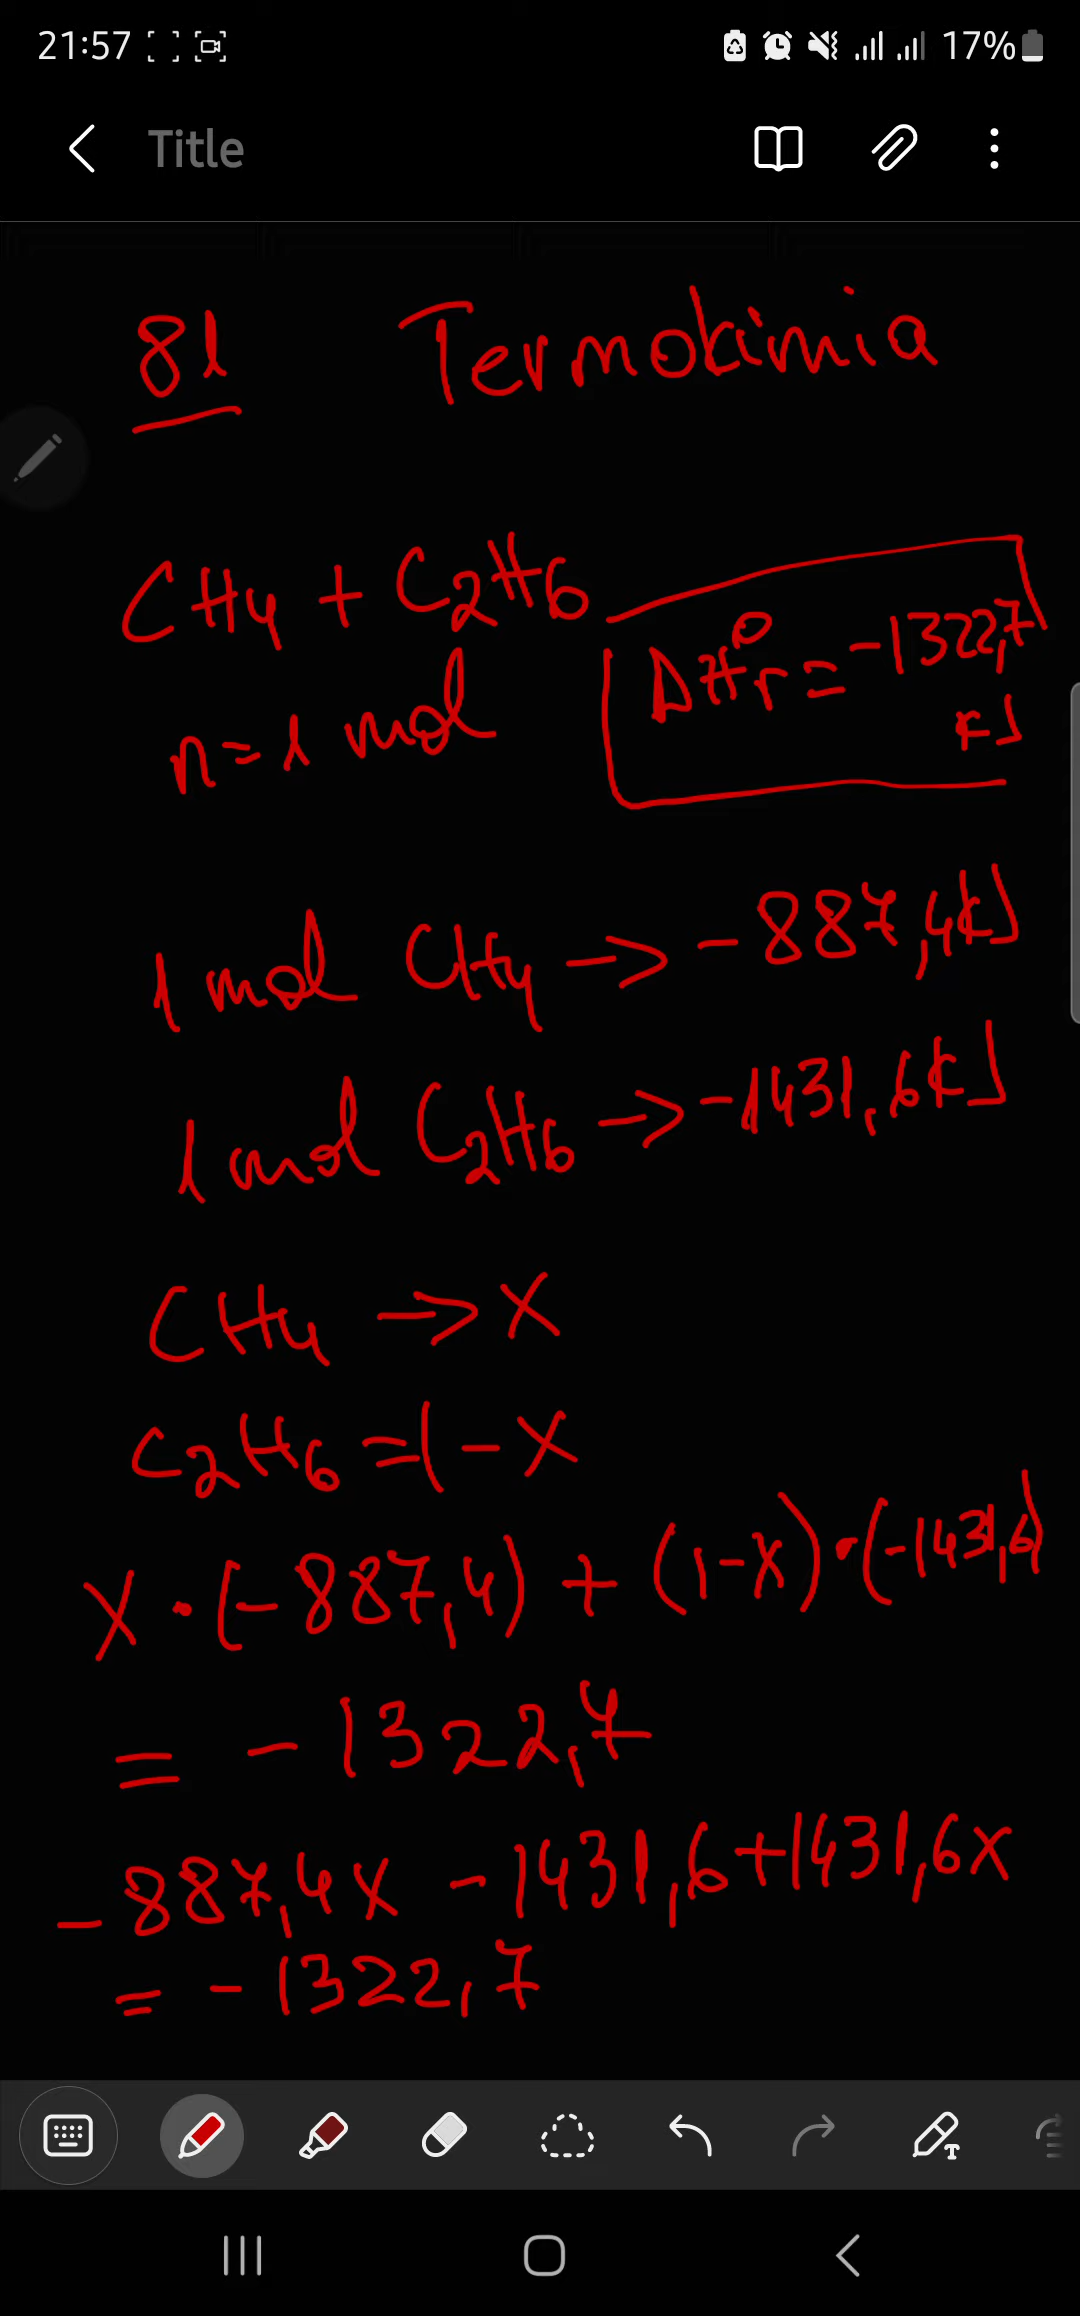 21:57 17%
Title
81 Termokimia
CH4 + C2H6
n=1 mol
ΔH°r = -1322,7
kJ
1 mol CH4 -> -887,4kJ
1 mol C2H6 -> -1431,6kJ
CH4 -> X
C2H6 = 1-X
X·(-887,4) + (1-X)·(-1431,6)
= -1322,7
-887,4X -1431,6+1431,6X
= -1322,7
T